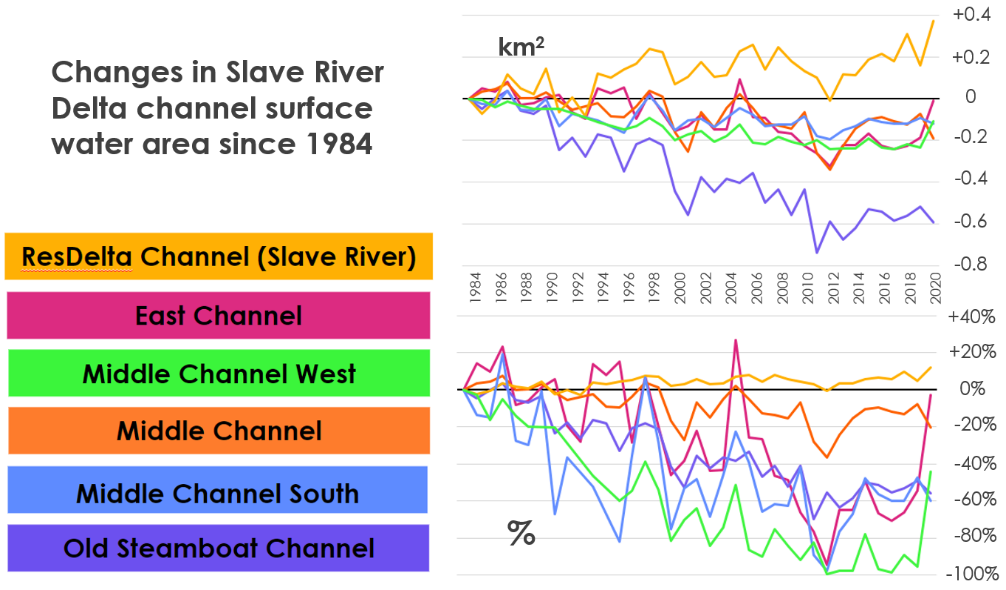 Changes in Slave River
Delta channel surface
water area since 1984
ResDelta Channel (Slave River)
East Channel
Middle Channel West
Middle Channel
Middle Channel South
Old Steamboat Channel
km²
+0.4
+0.2
0
-0.2
-0.4
-0.6
-0.8
1984 1986 1988 1990 1992 1994 1996 1998 2000 2002 2004 2006 2008 2010 2012 2014 2016 2018 2020
+40%
+20%
0%
-20%
-40%
-60%
-80%
-100%
%